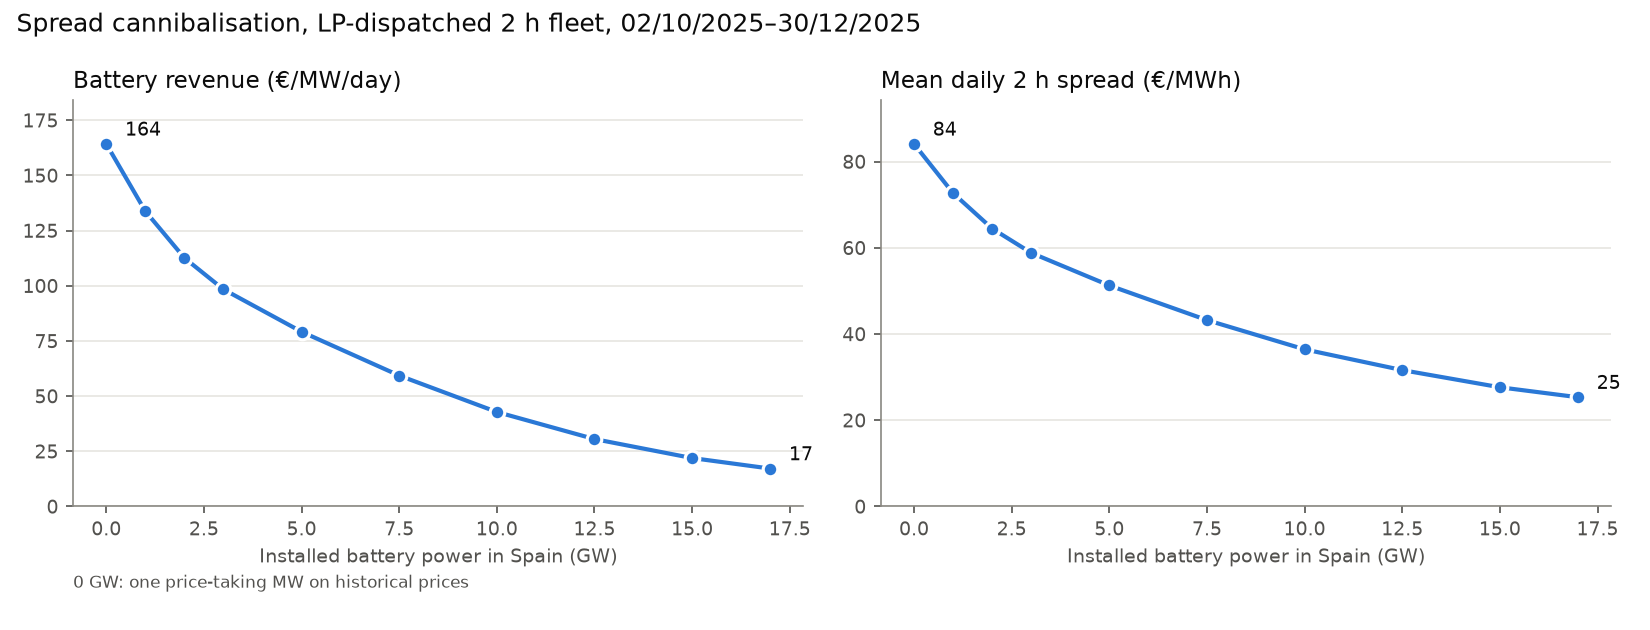 Spread cannibalisation, LP-dispatched 2 h fleet, 02/10/2025–30/12/2025
Battery revenue (€/MW/day)
175
150
125
100
75
50
25
0
164
17
0.0 2.5 5.0 7.5 10.0 12.5 15.0 17.5
Installed battery power in Spain (GW)
0 GW: one price-taking MW on historical prices
Mean daily 2 h spread (€/MWh)
80
60
40
20
0
84
25
0.0 2.5 5.0 7.5 10.0 12.5 15.0 17.5
Installed battery power in Spain (GW)